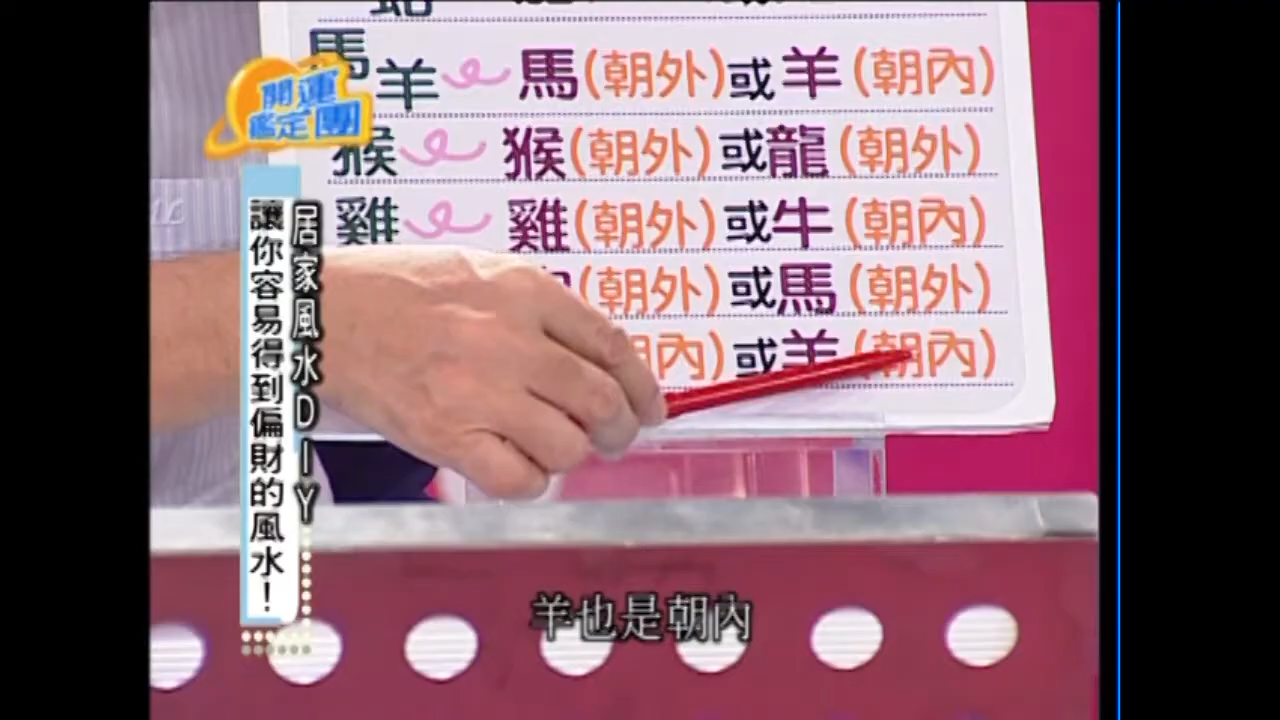 馬 羊 馬(朝外)或羊(朝內)
猴 猴(朝外)或龍(朝外)
雞 雞(朝外)或牛(朝內)
(朝外)或馬(朝內)
內)或羊(朝內)
開運
鑑定團
居家風水DIY
讓你容易得到偏財的風水!
羊也是朝內